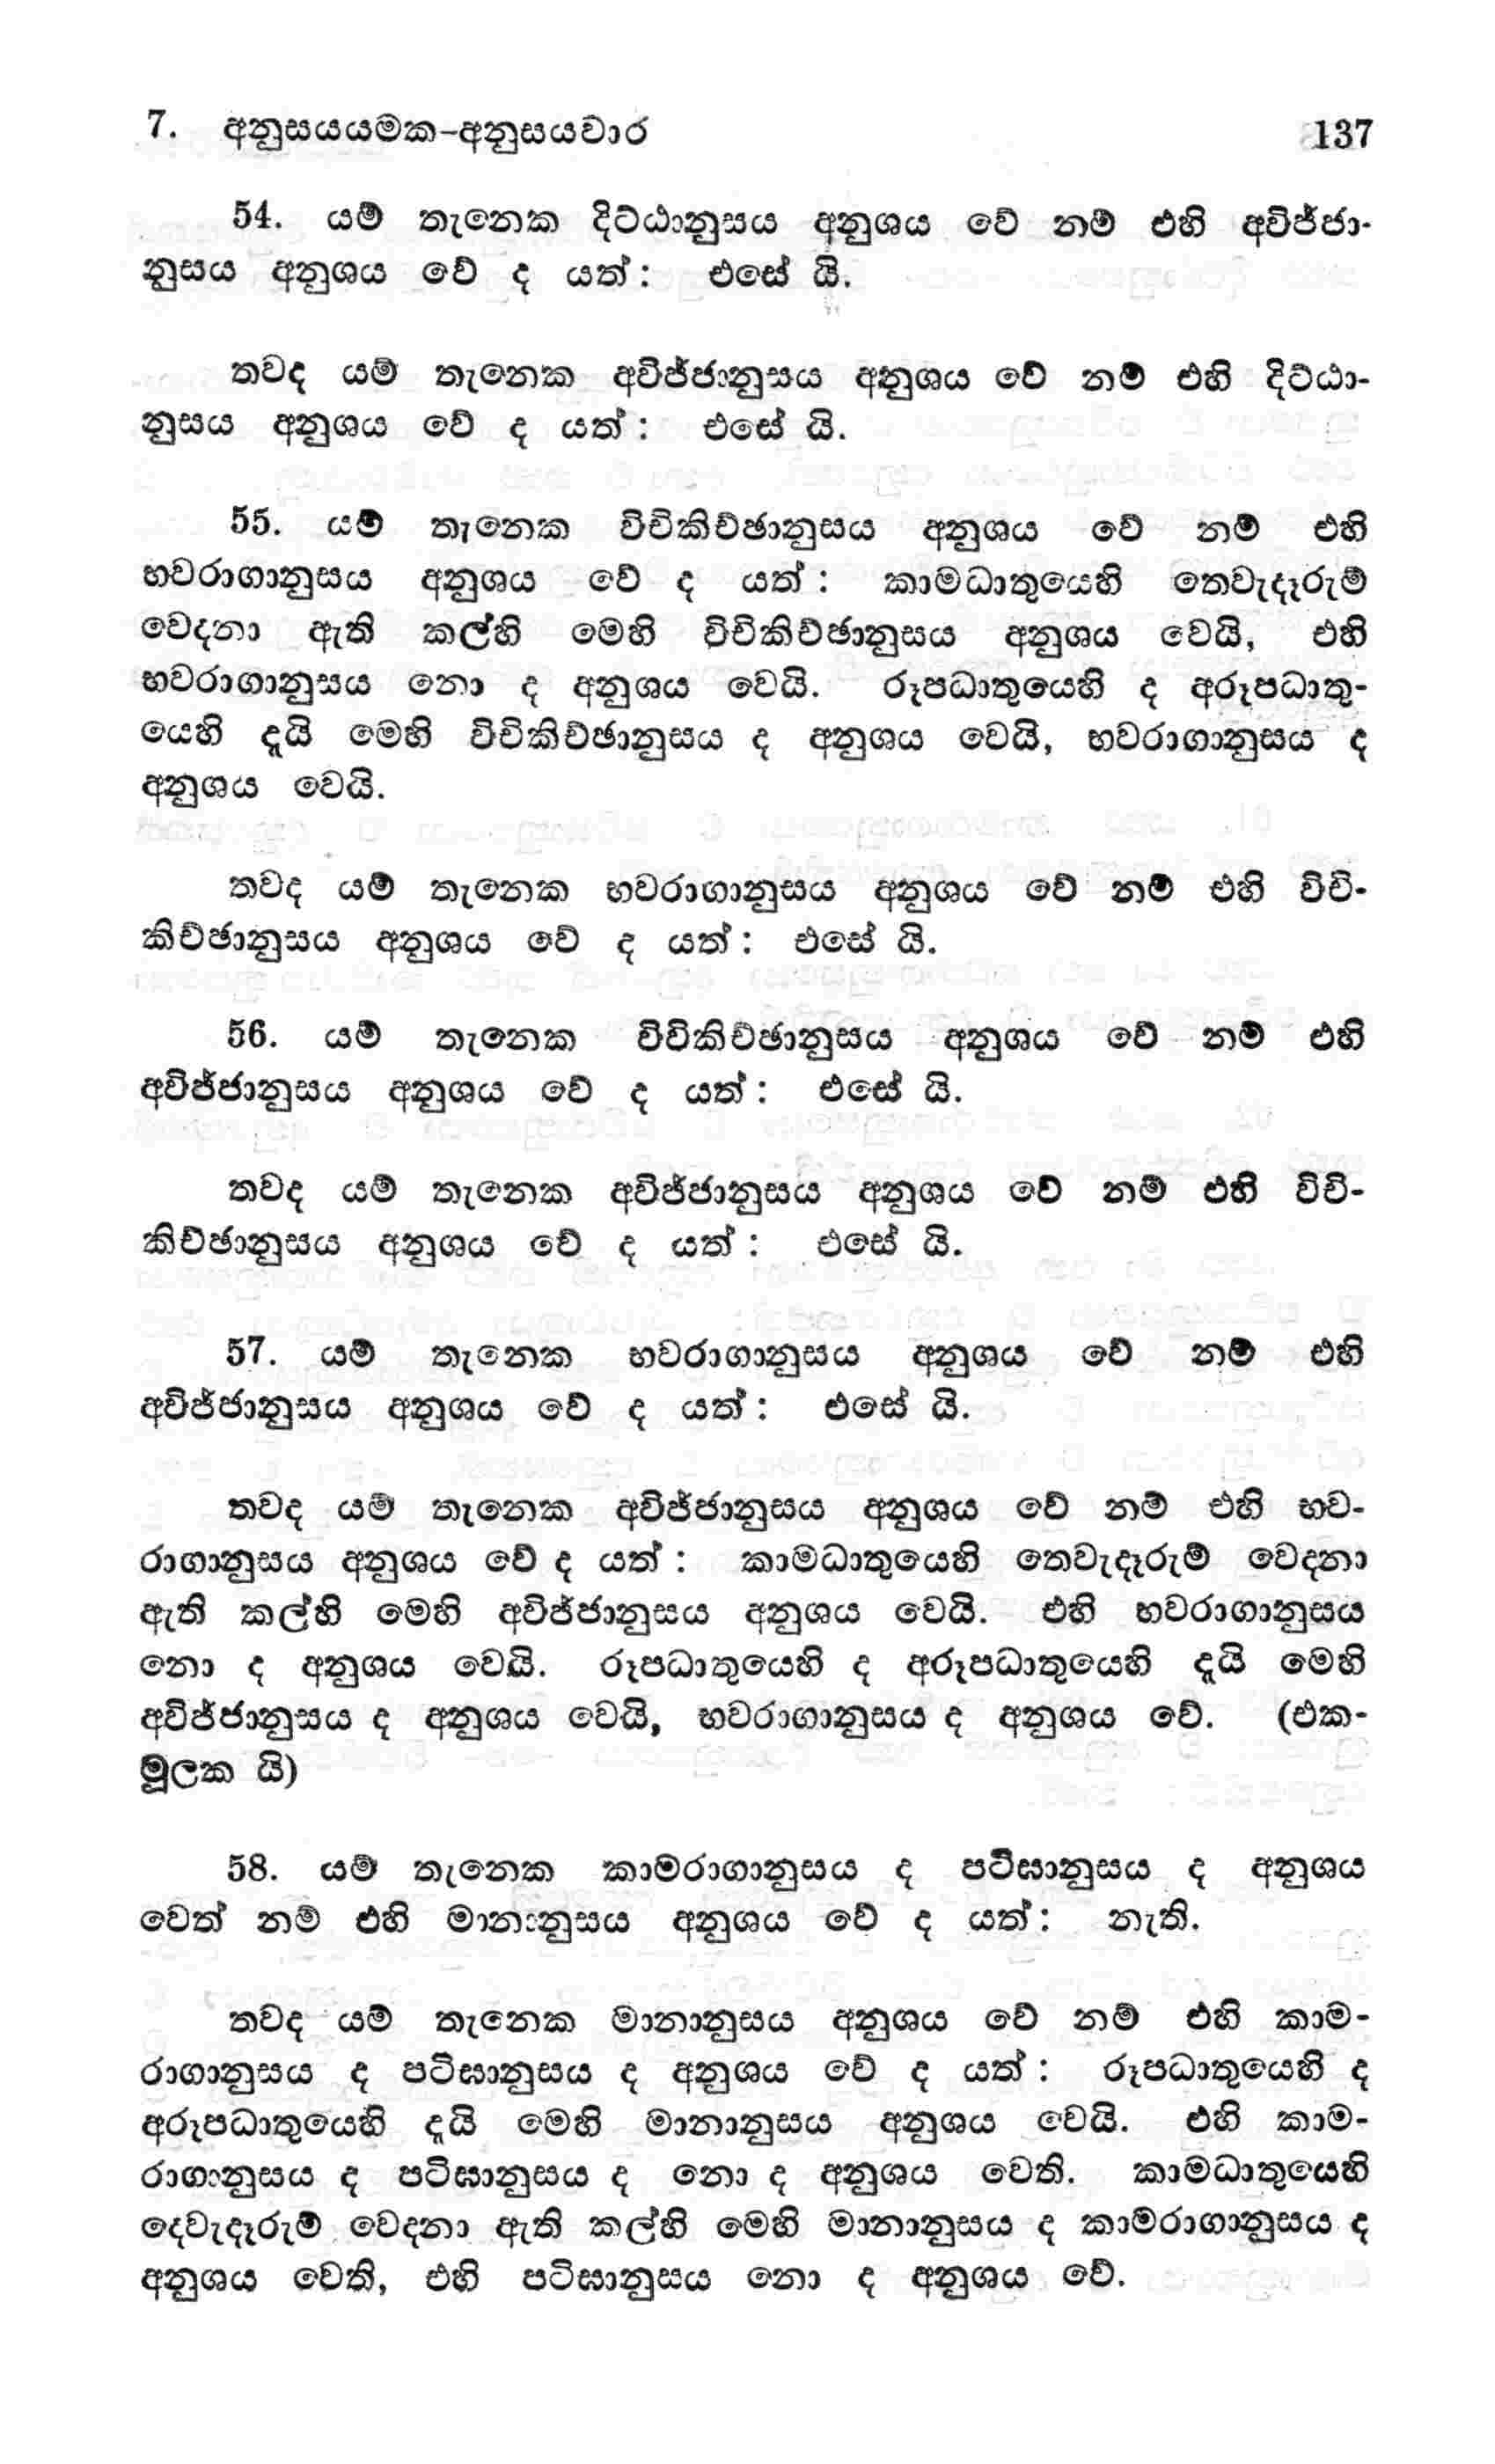 7. අනුසයයමක-අනුසයවාර 137
54. යම් තැනෙක දිට්ඨානුසය අනුශය වේ නම් එහි අවිජ්ජා-
නුසය අනුශය වේ ද යත්: එසේ යි.
තවද යම් තැනෙක අවිජ්ජානුසය අනුශය වේ නම් එහි දිට්ඨා-
නුසය අනුශය වේ ද යත්: එසේ යි.
55. යම් තැනෙක විචිකිච්ඡානුසය අනුශය වේ නම් එහි
භවරාගානුසය අනුශය වේ ද යත්: කාමධාතුයෙහි තෙවැදෑරුම්
වෙදනා ඇති කල්හි මෙහි විචිකිච්ඡානුසය අනුශය වෙයි, එහි
භවරාගානුසය නො ද අනුශය වෙයි. රූපධාතුයෙහි ද අරූපධාතු-
යෙහි දැයි මෙහි විචිකිච්ඡානුසය ද අනුශය වෙයි, භවරාගානුසය ද
අනුශය වෙයි.
තවද යම් තැනෙක භවරාගානුසය අනුශය වේ නම් එහි විචි-
කිච්ඡානුසය අනුශය වේ ද යත්: එසේ යි.
56. යම් තැනෙක විචිකිච්ඡානුසය අනුශය වේ නම් එහි
අවිජ්ජානුසය අනුශය වේ ද යත්: එසේ යි.
තවද යම් තැනෙක අවිජ්ජානුසය අනුශය වේ නම් එහි විචි-
කිච්ඡානුසය අනුශය වේ ද යත්: එසේ යි.
57. යම් තැනෙක භවරාගානුසය අනුශය වේ නම් එහි
අවිජ්ජානුසය අනුශය වේ ද යත්: එසේ යි.
තවද යම් තැනෙක අවිජ්ජානුසය අනුශය වේ නම් එහි භව-
රාගානුසය අනුශය වේ ද යත්: කාමධාතුයෙහි තෙවැදෑරුම් වෙදනා
ඇති කල්හි මෙහි අවිජ්ජානුසය අනුශය වෙයි. එහි භවරාගානුසය
නො ද අනුශය වෙයි. රූපධාතුයෙහි ද අරූපධාතුයෙහි දැයි මෙහි
අවිජ්ජානුසය ද අනුශය වෙයි, භවරාගානුසය ද අනුශය වේ. (එක-
මූලක යි)
58. යම් තැනෙක කාමරාගානුසය ද පටිඝානුසය ද අනුශය
වෙත් නම් එහි මානානුසය අනුශය වේ ද යත්: නැති.
තවද යම් තැනෙක මානානුසය අනුශය වේ නම් එහි කාම-
රාගානුසය ද පටිඝානුසය ද අනුශය වේ ද යත්: රූපධාතුයෙහි ද
අරූපධාතුයෙහි දැයි මෙහි මානානුසය අනුශය වෙයි. එහි කාම-
රාගානුසය ද පටිඝානුසය ද නො ද අනුශය වෙති. කාමධාතුයෙහි
දෙවැදෑරුම් වෙදනා ඇති කල්හි මෙහි මානානුසය ද කාමරාගානුසය ද
අනුශය වෙති, එහි පටිඝානුසය නො ද අනුශය වේ.